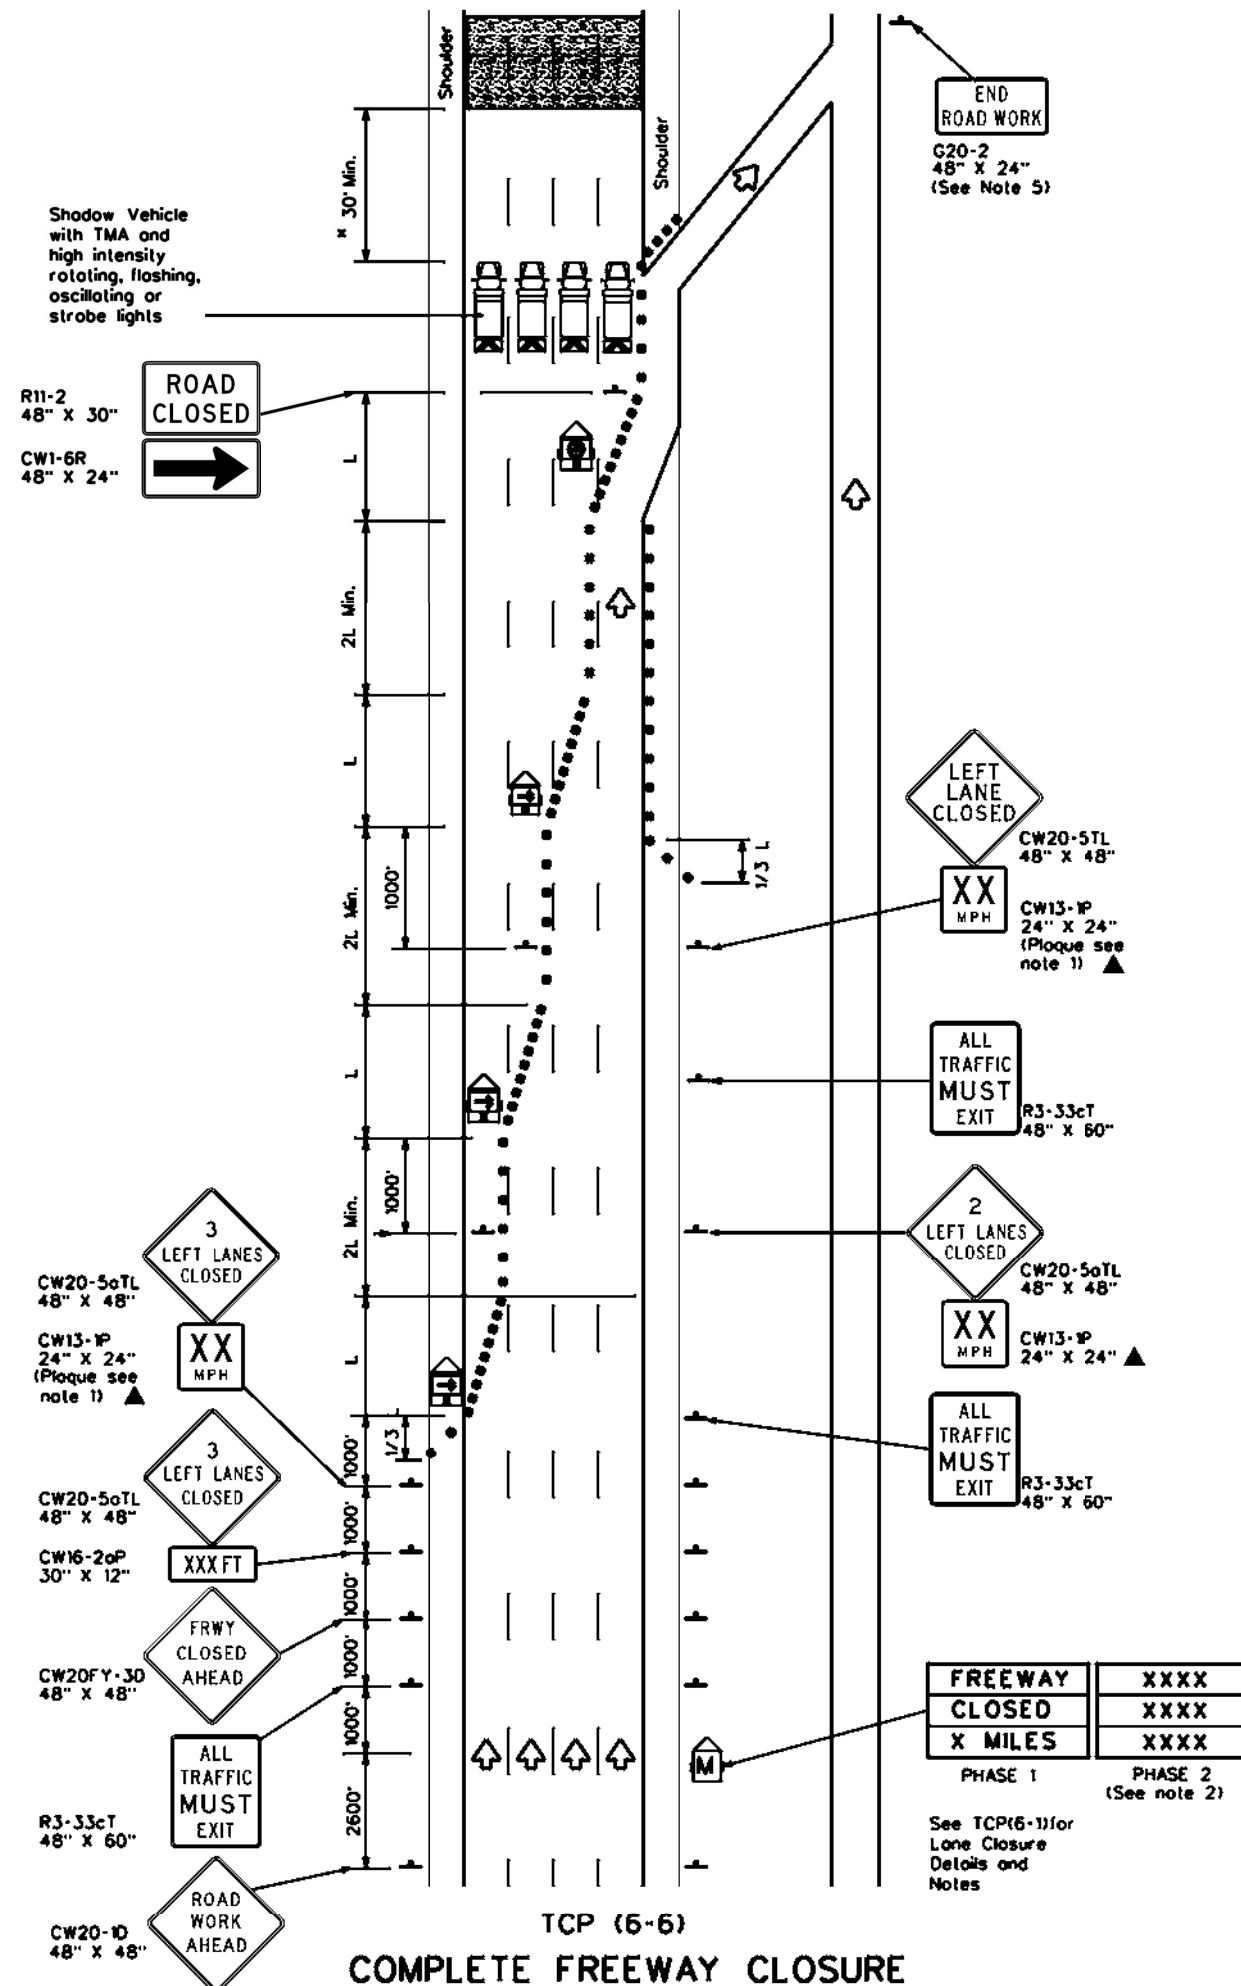 Shoulder
Shoulder
END
ROAD WORK
G20-2
48" X 24"
(See Note 5)
* 30' Min.
Shadow Vehicle
with TMA and
high intensity
rotating, flashing,
oscillating or
strobe lights
ROAD
CLOSED
R11-2
48" X 30"
CW1-6R
48" X 24"
L
2L Min.
L
LEFT
LANE
CLOSED
CW20-5TL
48" X 48"
XX
MPH
CW13-1P
24" X 24"
(Plaque see
note 1) ▲
1/3 L
1000'
2L Min.
ALL
TRAFFIC
MUST
EXIT
R3-33cT
48" X 60"
L
1000'
2L Min.
2
LEFT LANES
CLOSED
CW20-5aTL
48" X 48"
XX
MPH
CW13-1P
24" X 24" ▲
3
LEFT LANES
CLOSED
CW20-5aTL
48" X 48"
XX
MPH
CW13-1P
24" X 24"
(Plaque see
note 1) ▲
L
1/3 L
ALL
TRAFFIC
MUST
EXIT
R3-33cT
48" X 60"
1000'
3
LEFT LANES
CLOSED
CW20-5aTL
48" X 48"
CW16-2aP
30" X 12"
XXX FT
1000'
1000'
FRWY
CLOSED
AHEAD
CW20FY-3D
48" X 48"
1000'
1000'
ALL
TRAFFIC
MUST
EXIT
R3-33cT
48" X 60"
2600'
M
FREEWAY XXXX
CLOSED XXXX
X MILES XXXX
PHASE 1 PHASE 2
(See note 2)
See TCP(6-1)for
Lane Closure
Details and
Notes
ROAD
WORK
AHEAD
CW20-1D
48" X 48"
TCP (6-6)
COMPLETE FREEWAY CLOSURE